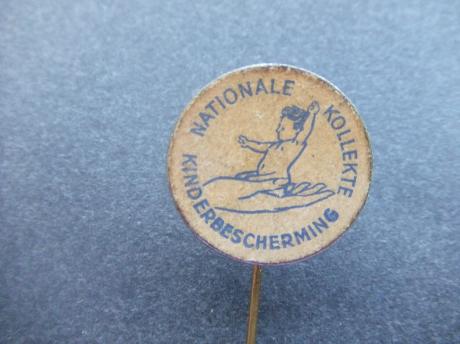 NATIONALE KOLLEKTE
KINDERBESCHERMING